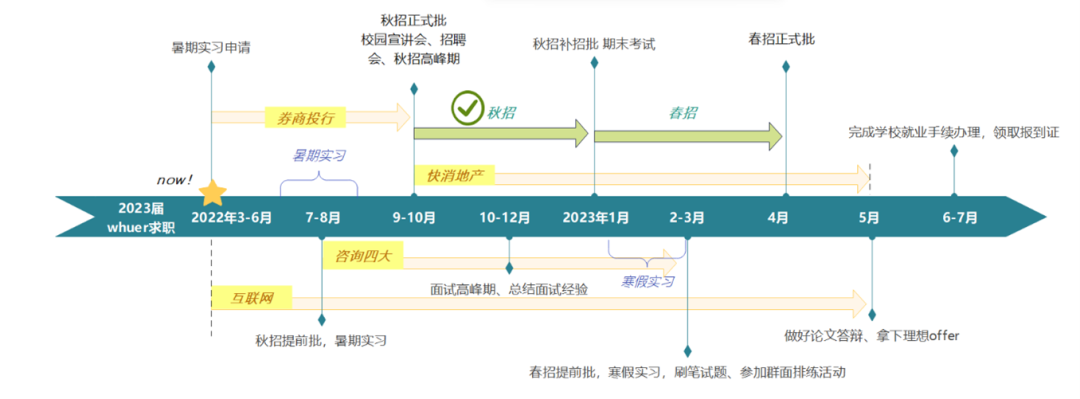 秋招正式批
校园宣讲会、招聘
会、秋招高峰期
暑期实习申请
秋招补招批 期末考试
春招正式批
券商投行
秋招
春招
完成学校就业手续办理，领取报到证
暑期实习
快消地产
now!
2023届
whuer求职
2022年3-6月
7-8月
9-10月
10-12月
2023年1月
2-3月
4月
5月
6-7月
咨询四大
寒假实习
面试高峰期、总结面试经验
互联网
秋招提前批，暑期实习
做好论文答辩、拿下理想offer
春招提前批，寒假实习，刷笔试题、参加群面排练活动